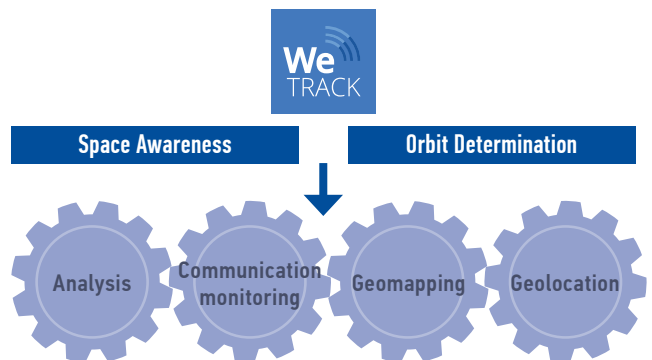 We
TRACK
Space Awareness
Orbit Determination
Analysis
Communication
monitoring
Geomapping
Geolocation